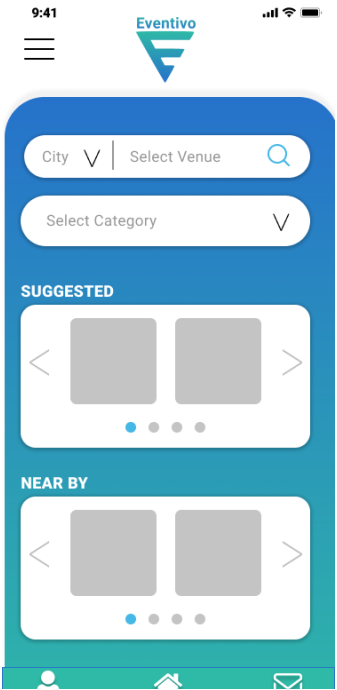 9:41
Eventivo
City Select Venue
Select Category
SUGGESTED
NEAR BY